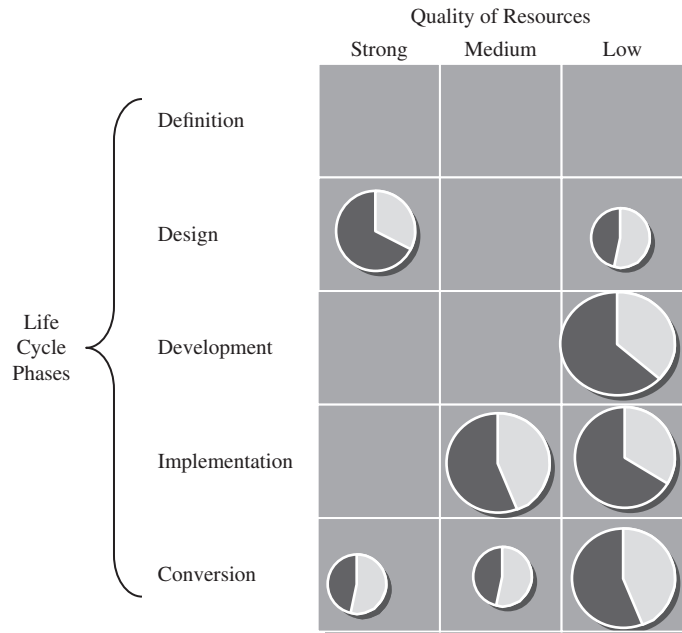 Quality of Resources
Strong Medium Low
Definition
Design
Life
Cycle
Phases
Development
Implementation
Conversion